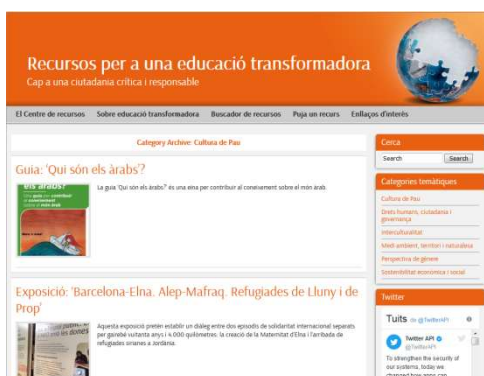 Recursos per a una educació transformadora
Cap a una ciutadania crítica i responsable
El Centre de recursos
Sobre educació transformadora
Buscador de recursos
Puja un recurs
Enllaços d'interès
Category Archive: Cultura de Pau
Guia: 'Qui són els àrabs'?
els àrabs?
La guia 'Qui són els àrabs?' és una eina per contribuir al coneixement sobre el món àrab
Exposició: 'Barcelona-Elna. Alep-Mafraq. Refugiades de Lluny i de
Prop'
Aquesta exposició pretén establir un diàleg entre dos episodis de solidaritat internacional separats
per gairebé vuitanta anys i 4.000 quilòmetres: la creació de la Maternitat d'Elna i l'arribada de
refugiades sirianes a Jordània.
Cerca
Search
Search
Categories temàtiques
Cultura de Pau
Drets humans, ciutadania i
governança
Interculturalitat
Medi ambient, territori i naturalesa
Perspectiva de gènere
Sostenibilitat econòmica i social
Twitter
Tuits de @TwitterAPI
Twitter API
@TwitterAPI
To strengthen the security of
our systems, today we
changed how apps can